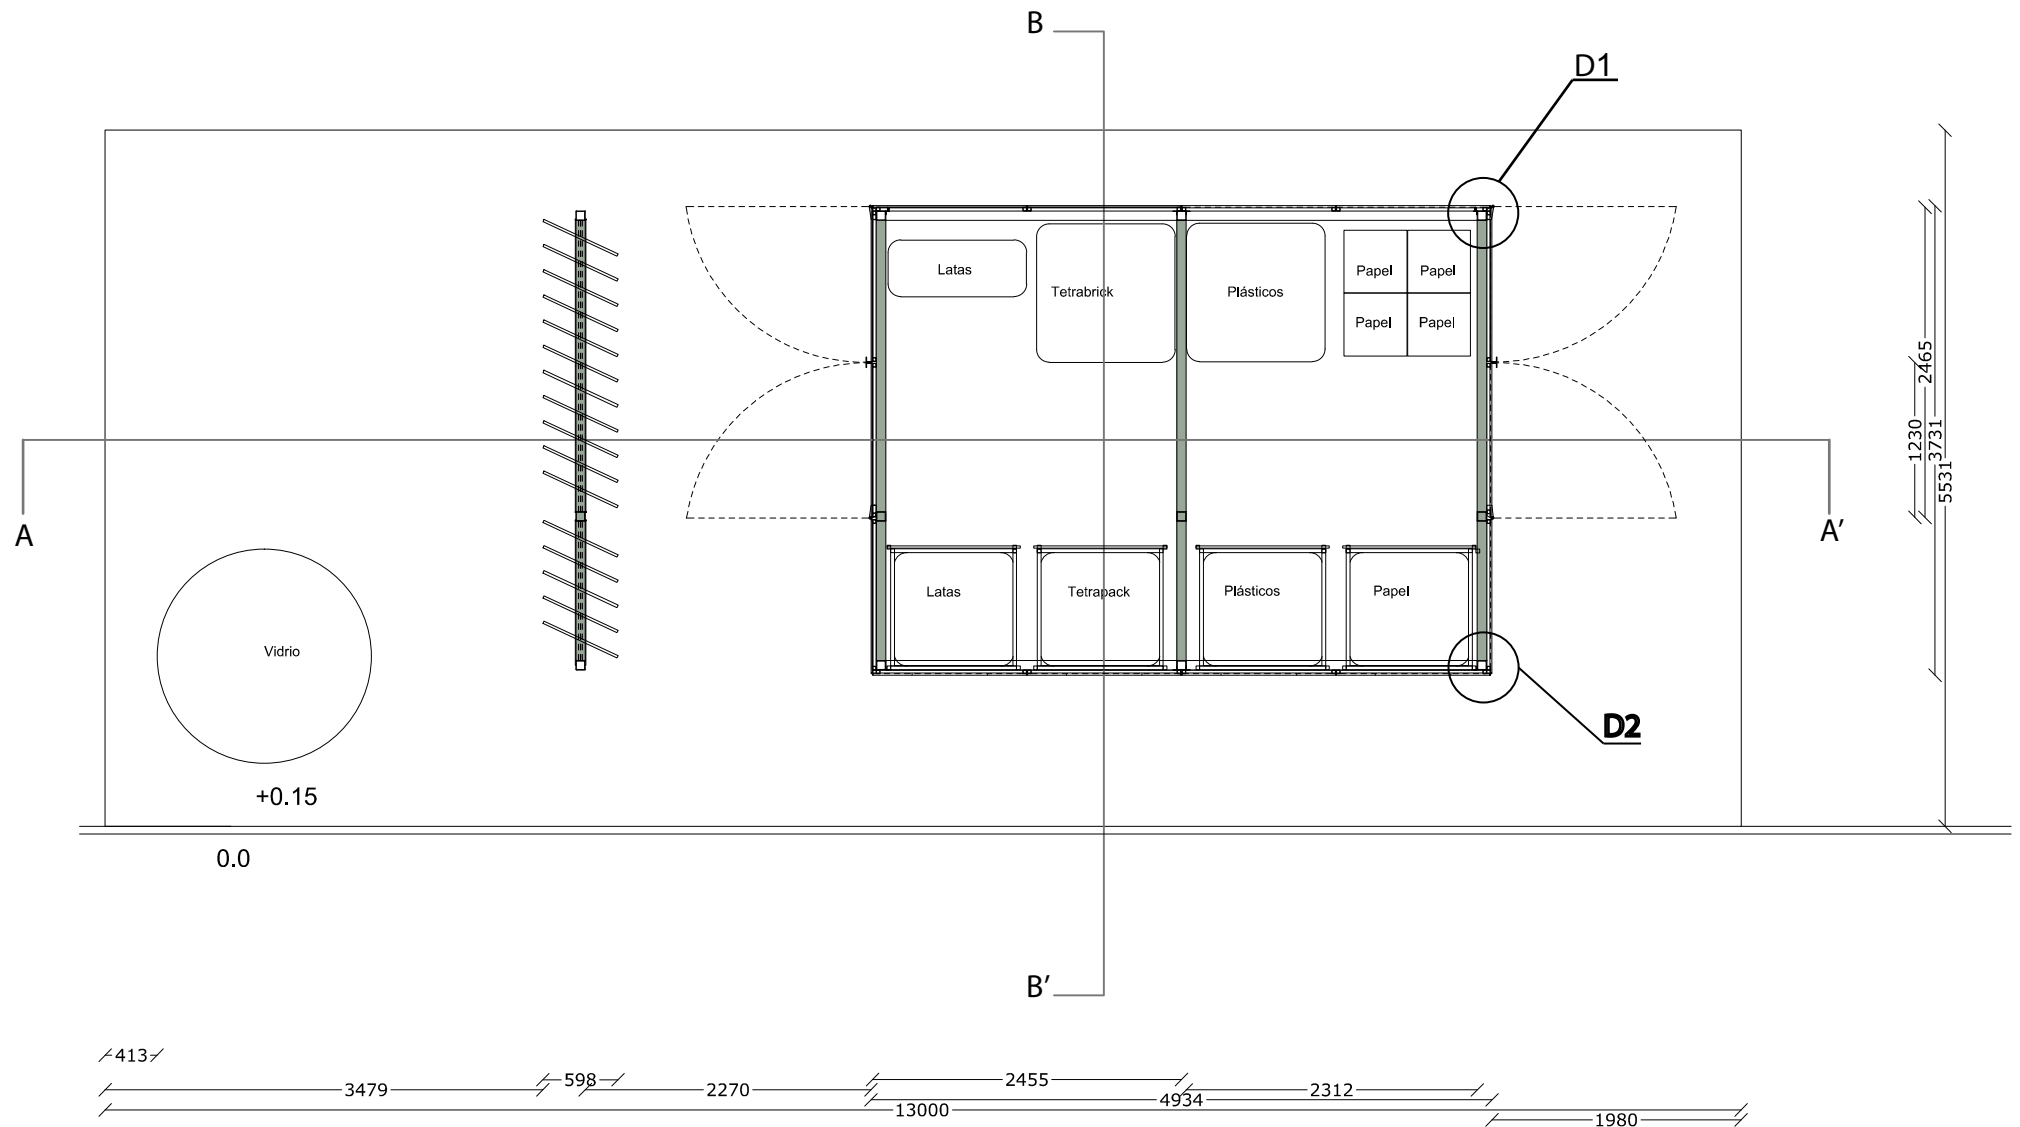 B
D1
Latas
Tetrabrick
Plásticos
Papel Papel
Papel Papel
2465
1230
3731
5531
A
A’
Latas
Tetrapack
Plásticos
Papel
Vidrio
D2
+0.15
0.0
B’
413
598
2455
3479
2270
2312
4934
13000
1980